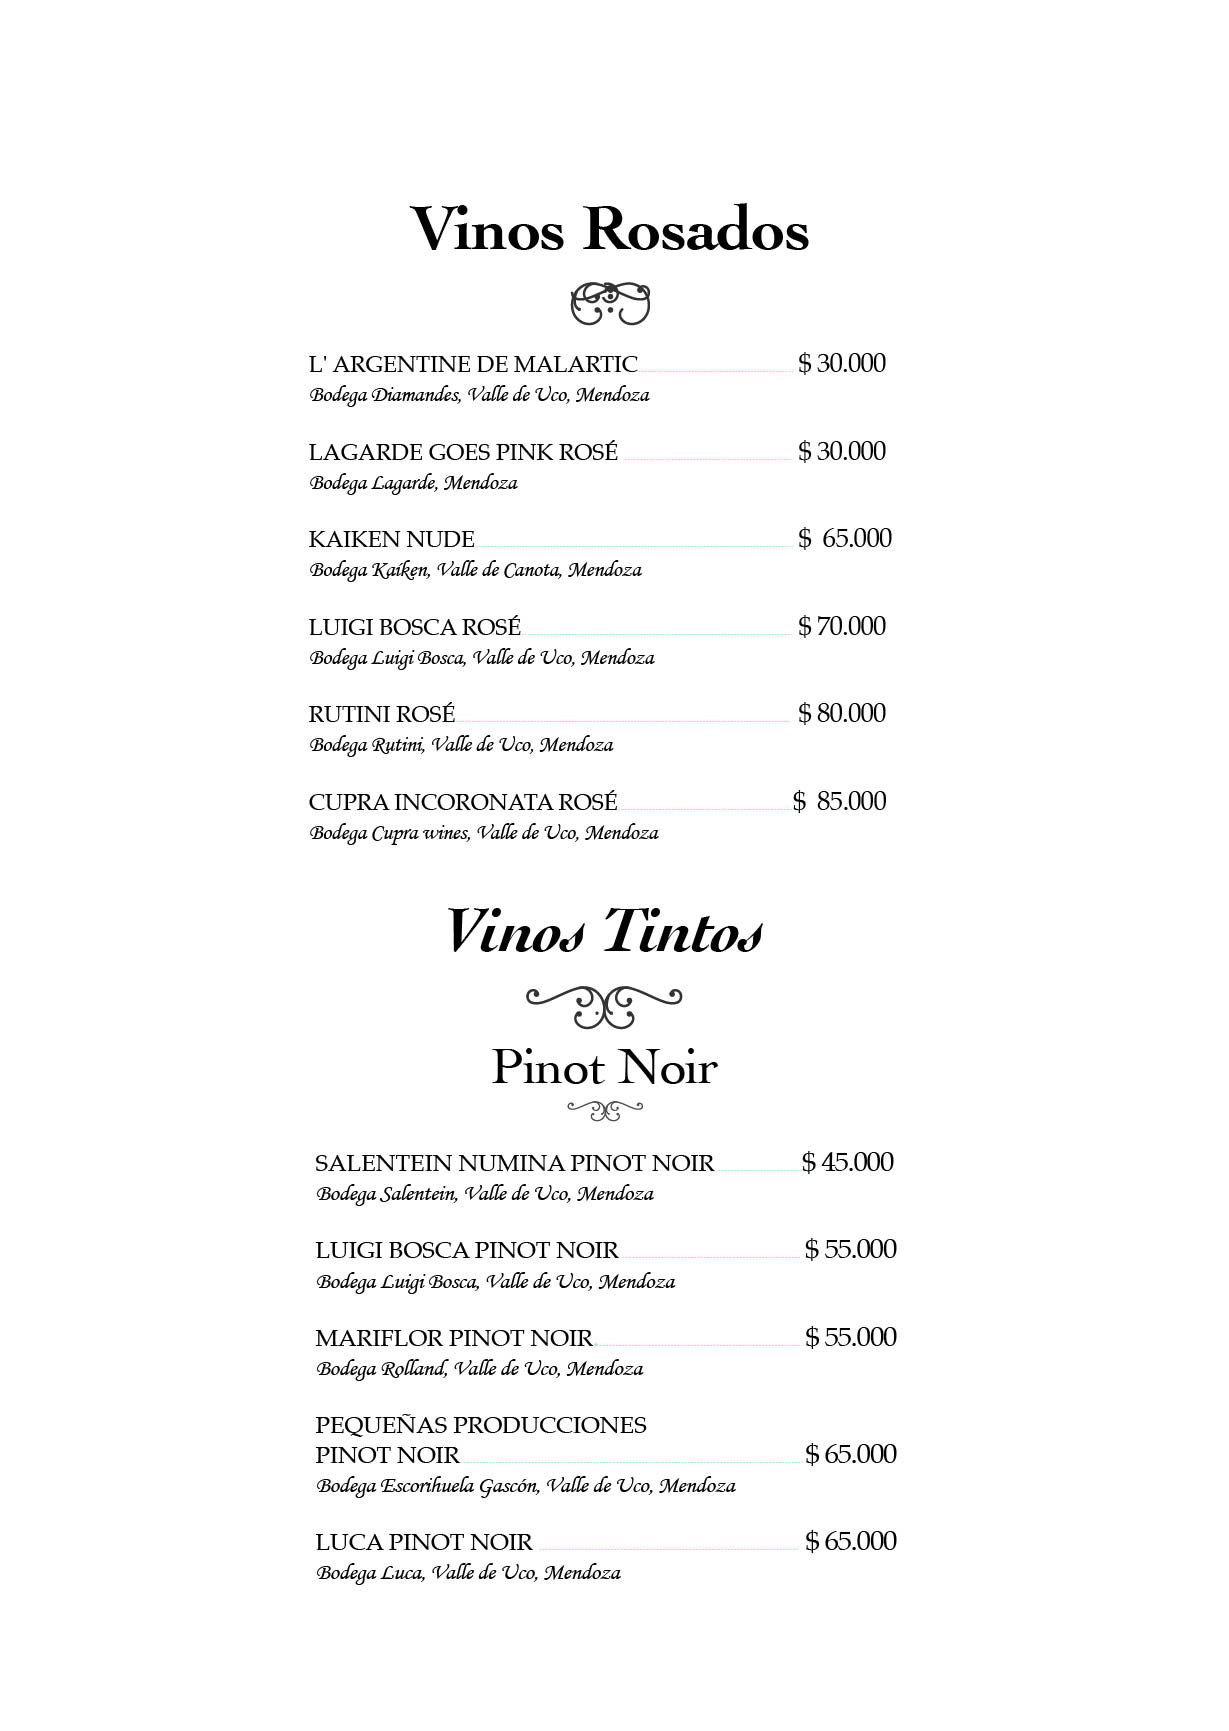 Vinos Rosados
L' ARGENTINE DE MALARTIC $ 30.000
Bodega Diamandes, Valle de Uco, Mendoza
LAGARDE GOES PINK ROSÉ $ 30.000
Bodega Lagarde, Mendoza
KAIKEN NUDE $ 65.000
Bodega Kaiken, Valle de Canota, Mendoza
LUIGI BOSCA ROSÉ $ 70.000
Bodega Luigi Bosca, Valle de Uco, Mendoza
RUTINI ROSÉ $ 80.000
Bodega Rutini, Valle de Uco, Mendoza
CUPRA INCORONATA ROSÉ $ 85.000
Bodega Cupra wines, Valle de Uco, Mendoza
Vinos Tintos
Pinot Noir
SALENTEIN NUMINA PINOT NOIR $ 45.000
Bodega Salentein, Valle de Uco, Mendoza
LUIGI BOSCA PINOT NOIR $ 55.000
Bodega Luigi Bosca, Valle de Uco, Mendoza
MARIFLOR PINOT NOIR $ 55.000
Bodega Rolland, Valle de Uco, Mendoza
PEQUEÑAS PRODUCCIONES
PINOT NOIR $ 65.000
Bodega Escorihuela Gascón, Valle de Uco, Mendoza
LUCA PINOT NOIR $ 65.000
Bodega Luca, Valle de Uco, Mendoza